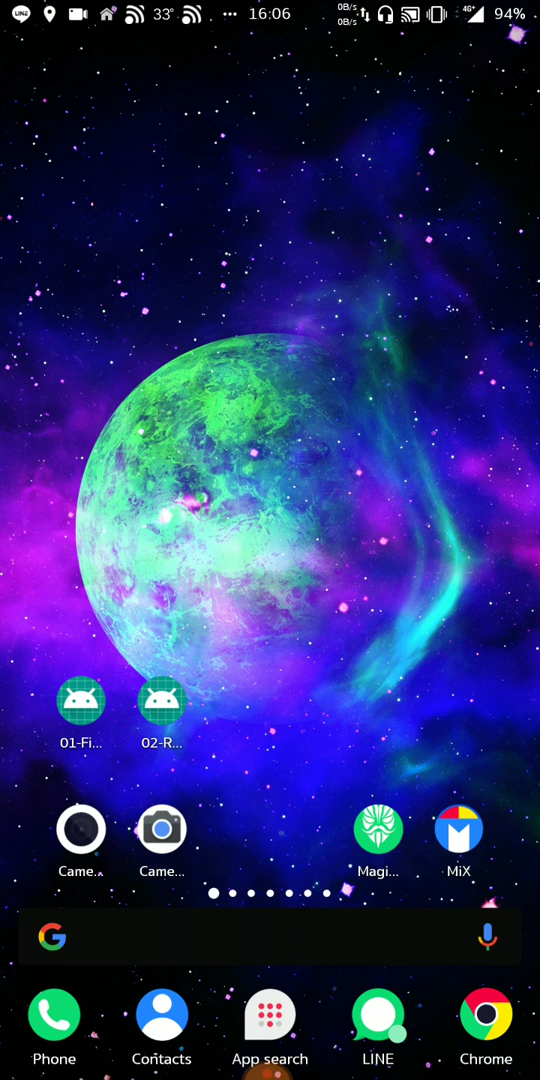 LINE 33° 16:06 0B/s 4G+ 94%
0B/s
01-Fi... 02-R...
Came... Came... Magi... MiX
Phone Contacts App search LINE Chrome